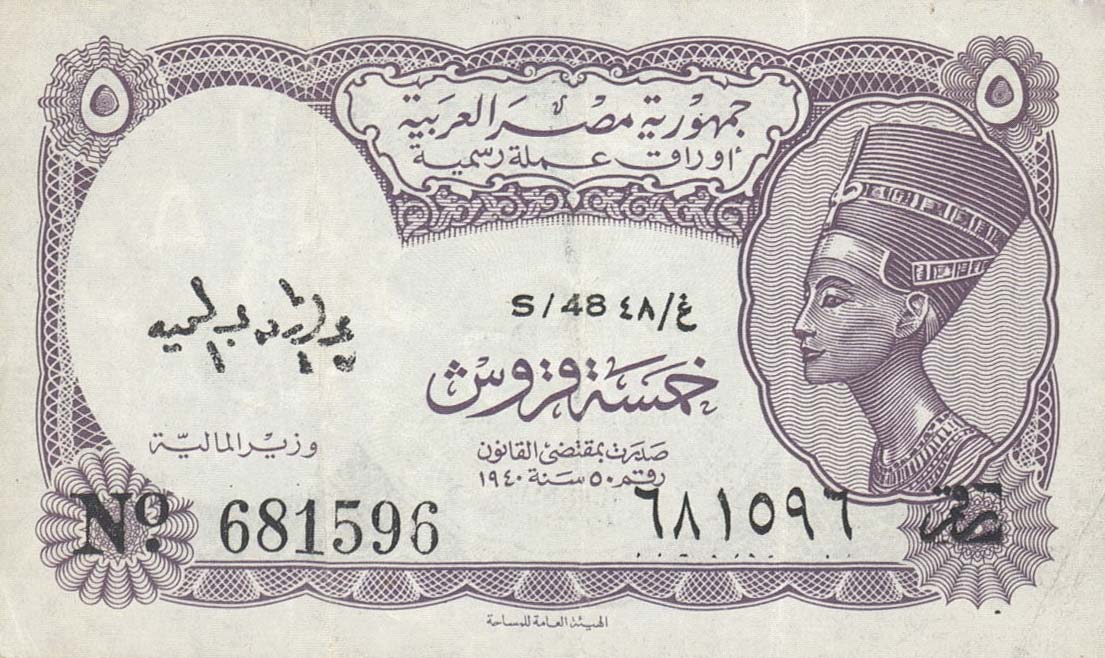 ٥ ٥
جمهورية مصر العربية
أوراق عملة رسمية
S/48 ٤٨/غ
خمسة قروش
وزير المالية
صدرت بمقتضى القانون
رقم ٥٠ سنة ١٩٤٠
Nº. 681596 ٦٨١٥٩٦ نمرة
الهيئة العامة للمساحة